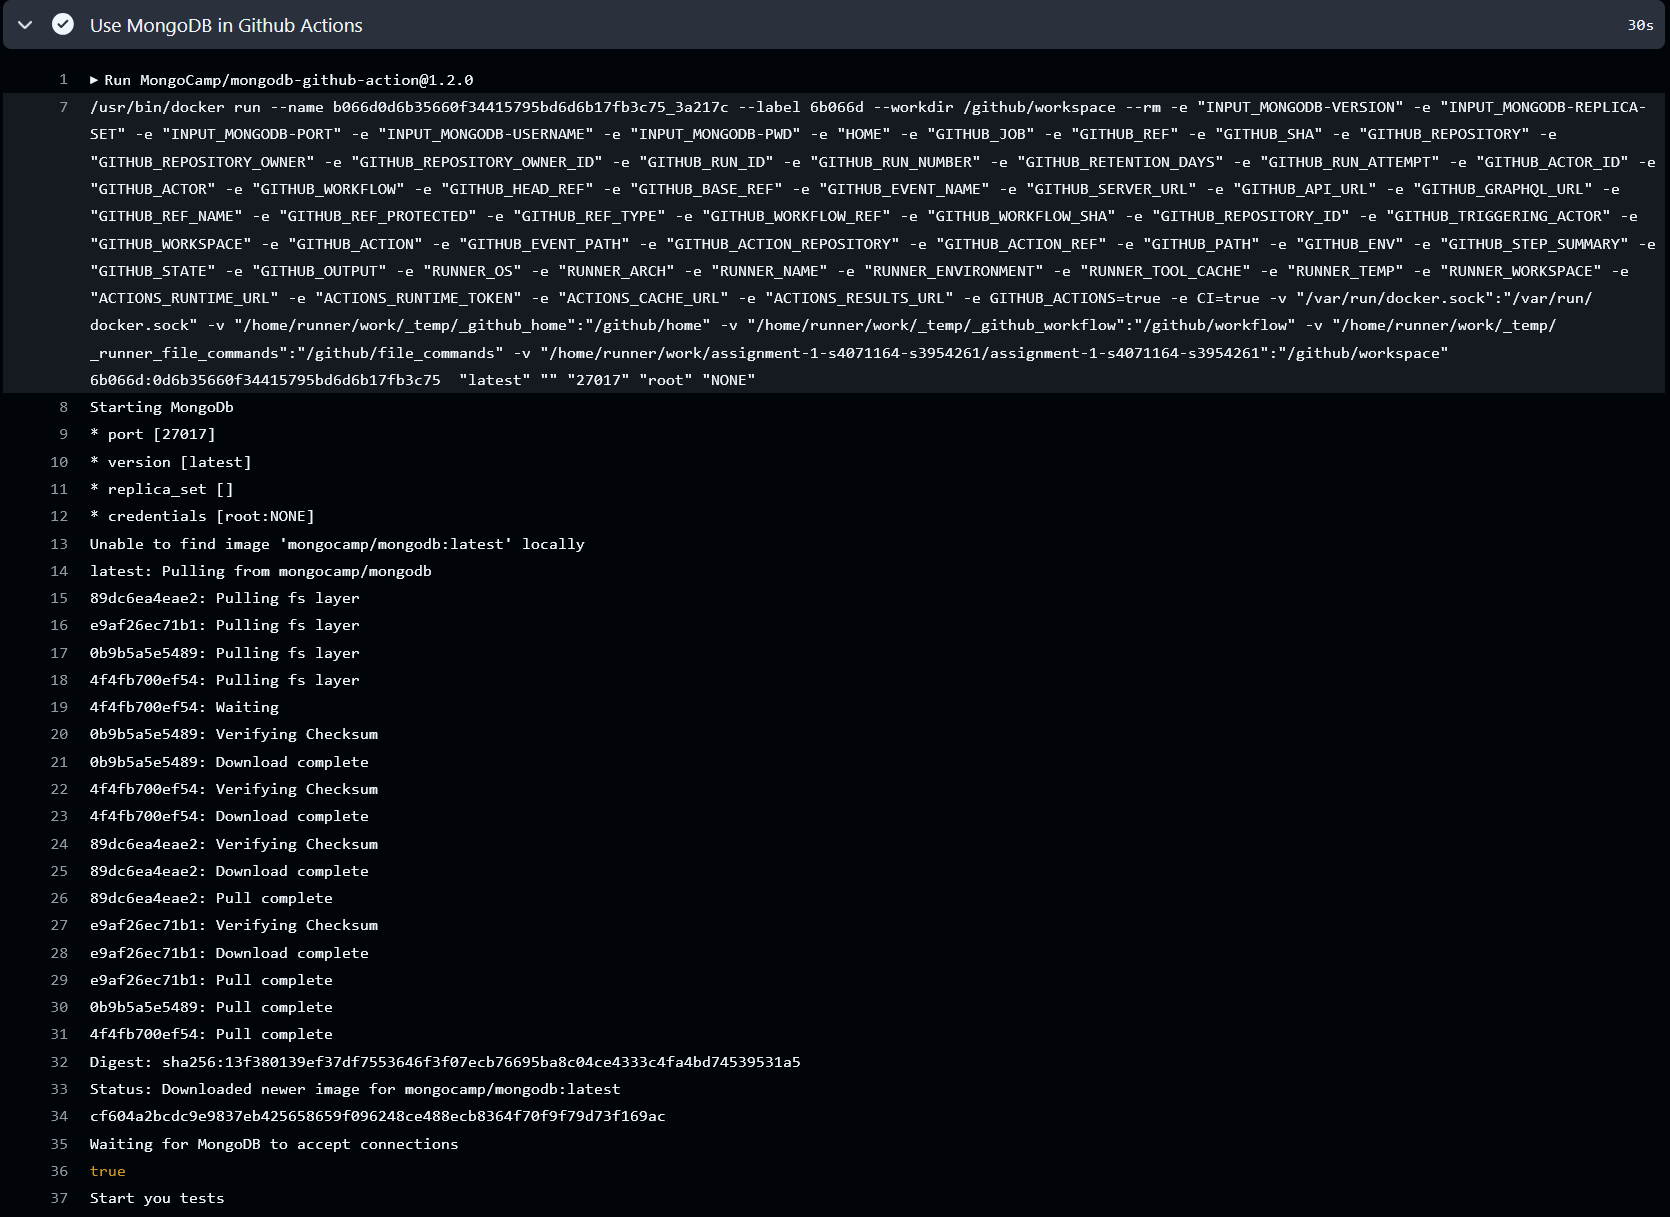 Use MongoDB in Github Actions
30s
1 ▶ Run MongoCamp/mongodb-github-action@1.2.0
7 /usr/bin/docker run --name b066d0d6b35660f34415795bd6d6b17fb3c75_3a217c --label 6b066d --workdir /github/workspace --rm -e "INPUT_MONGODB-VERSION" -e "INPUT_MONGODB-REPLICA-
SET" -e "INPUT_MONGODB-PORT" -e "INPUT_MONGODB-USERNAME" -e "INPUT_MONGODB-PWD" -e "HOME" -e "GITHUB_JOB" -e "GITHUB_REF" -e "GITHUB_SHA" -e "GITHUB_REPOSITORY" -e
"GITHUB_REPOSITORY_OWNER" -e "GITHUB_REPOSITORY_OWNER_ID" -e "GITHUB_RUN_ID" -e "GITHUB_RUN_NUMBER" -e "GITHUB_RETENTION_DAYS" -e "GITHUB_RUN_ATTEMPT" -e "GITHUB_ACTOR_ID" -e
"GITHUB_ACTOR" -e "GITHUB_WORKFLOW" -e "GITHUB_HEAD_REF" -e "GITHUB_BASE_REF" -e "GITHUB_EVENT_NAME" -e "GITHUB_SERVER_URL" -e "GITHUB_API_URL" -e "GITHUB_GRAPHQL_URL" -e
"GITHUB_REF_NAME" -e "GITHUB_REF_PROTECTED" -e "GITHUB_REF_TYPE" -e "GITHUB_WORKFLOW_REF" -e "GITHUB_WORKFLOW_SHA" -e "GITHUB_REPOSITORY_ID" -e "GITHUB_TRIGGERING_ACTOR" -e
"GITHUB_WORKSPACE" -e "GITHUB_ACTION" -e "GITHUB_EVENT_PATH" -e "GITHUB_ACTION_REPOSITORY" -e "GITHUB_ACTION_REF" -e "GITHUB_PATH" -e "GITHUB_ENV" -e "GITHUB_STEP_SUMMARY" -e
"GITHUB_STATE" -e "GITHUB_OUTPUT" -e "RUNNER_OS" -e "RUNNER_ARCH" -e "RUNNER_NAME" -e "RUNNER_ENVIRONMENT" -e "RUNNER_TOOL_CACHE" -e "RUNNER_TEMP" -e "RUNNER_WORKSPACE" -e
"ACTIONS_RUNTIME_URL" -e "ACTIONS_RUNTIME_TOKEN" -e "ACTIONS_CACHE_URL" -e "ACTIONS_RESULTS_URL" -e GITHUB_ACTIONS=true -e CI=true -v "/var/run/docker.sock":"/var/run/
docker.sock" -v "/home/runner/work/_temp/_github_home":"/github/home" -v "/home/runner/work/_temp/_github_workflow":"/github/workflow" -v "/home/runner/work/_temp/
_runner_file_commands":"/github/file_commands" -v "/home/runner/work/assignment-1-s4071164-s3954261/assignment-1-s4071164-s3954261":"/github/workspace"
6b066d:0d6b35660f34415795bd6d6b17fb3c75  "latest" "" "27017" "root" "NONE"
8 Starting MongoDb
9 * port [27017]
10 * version [latest]
11 * replica_set []
12 * credentials [root:NONE]
13 Unable to find image 'mongocamp/mongodb:latest' locally
14 latest: Pulling from mongocamp/mongodb
15 89dc6ea4eae2: Pulling fs layer
16 e9af26ec71b1: Pulling fs layer
17 0b9b5a5e5489: Pulling fs layer
18 4f4fb700ef54: Pulling fs layer
19 4f4fb700ef54: Waiting
20 0b9b5a5e5489: Verifying Checksum
21 0b9b5a5e5489: Download complete
22 4f4fb700ef54: Verifying Checksum
23 4f4fb700ef54: Download complete
24 89dc6ea4eae2: Verifying Checksum
25 89dc6ea4eae2: Download complete
26 89dc6ea4eae2: Pull complete
27 e9af26ec71b1: Verifying Checksum
28 e9af26ec71b1: Download complete
29 e9af26ec71b1: Pull complete
30 0b9b5a5e5489: Pull complete
31 4f4fb700ef54: Pull complete
32 Digest: sha256:13f380139ef37df7553646f3f07ecb76695ba8c04ce4333c4fa4bd74539531a5
33 Status: Downloaded newer image for mongocamp/mongodb:latest
34 cf604a2bcdc9e9837eb425658659f096248ce488ecb8364f70f9f79d73f169ac
35 Waiting for MongoDB to accept connections
36 true
37 Start you tests